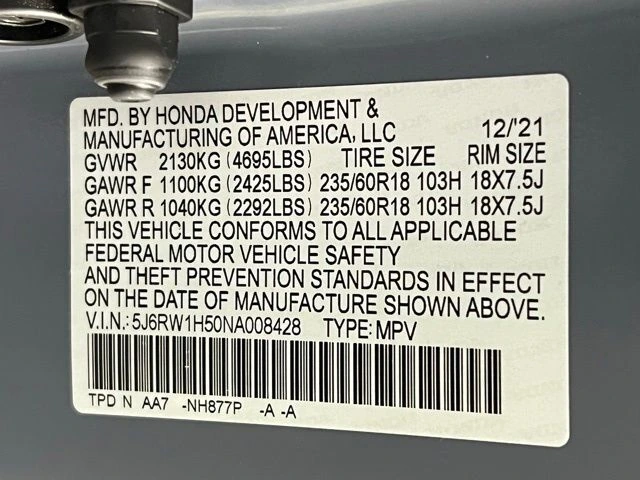 MFD. BY HONDA DEVELOPMENT &
MANUFACTURING OF AMERICA, LLC 12/'21
GVWR 2130KG (4695LBS) TIRE SIZE RIM SIZE
GAWR F 1100KG (2425LBS) 235/60R18 103H 18X7.5J
GAWR R 1040KG (2292LBS) 235/60R18 103H 18X7.5J
THIS VEHICLE CONFORMS TO ALL APPLICABLE
FEDERAL MOTOR VEHICLE SAFETY
AND THEFT PREVENTION STANDARDS IN EFFECT
ON THE DATE OF MANUFACTURE SHOWN ABOVE.
V.I.N.: 5J6RW1H50NA008428 TYPE: MPV
TPD N AA7 -NH877P -A -A